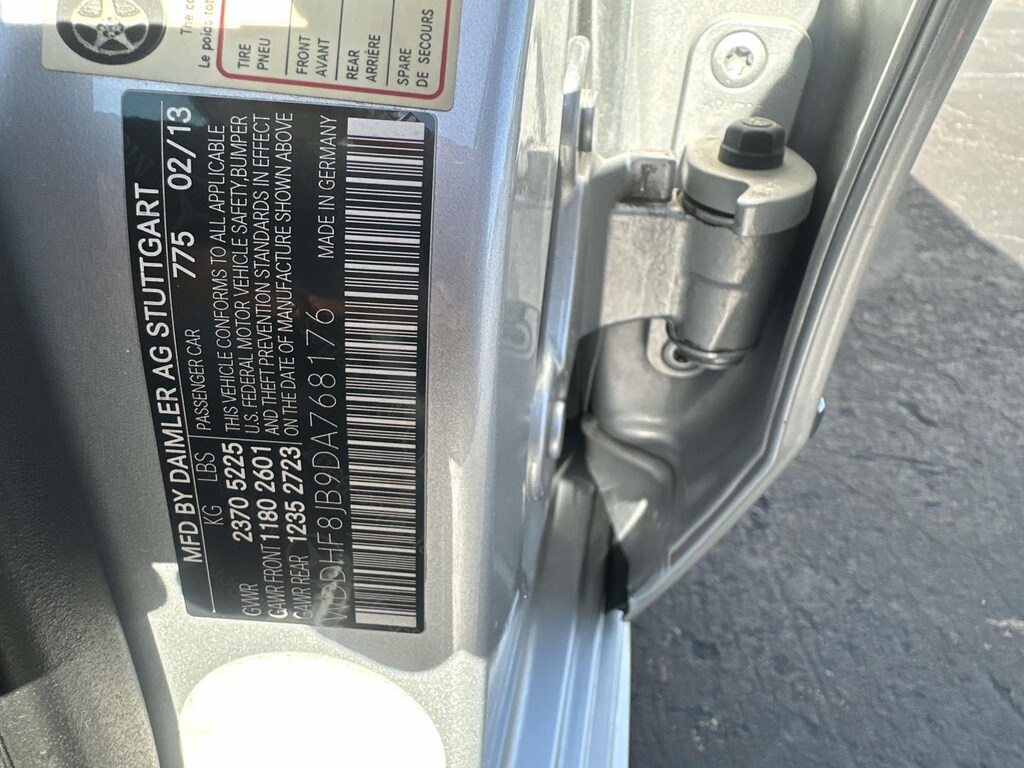 The
Le poids
TIRE
PNEU
FRONT
AVANT
REAR
ARRIÈRE
SPARE
DE SECOURS
MFD BY DAIMLER AG STUTTGART
775 02/13
KG LBS PASSENGER CAR
GVWR 2370 5225 THIS VEHICLE CONFORMS TO ALL APPLICABLE
GAWR FRONT 1180 2601 U.S. FEDERAL MOTOR VEHICLE SAFETY, BUMPER
GAWR REAR 1235 2723 AND THEFT PREVENTION STANDARDS IN EFFECT
ON THE DATE OF MANUFACTURE SHOWN ABOVE
WDDHF8JB9DA768176 MADE IN GERMANY